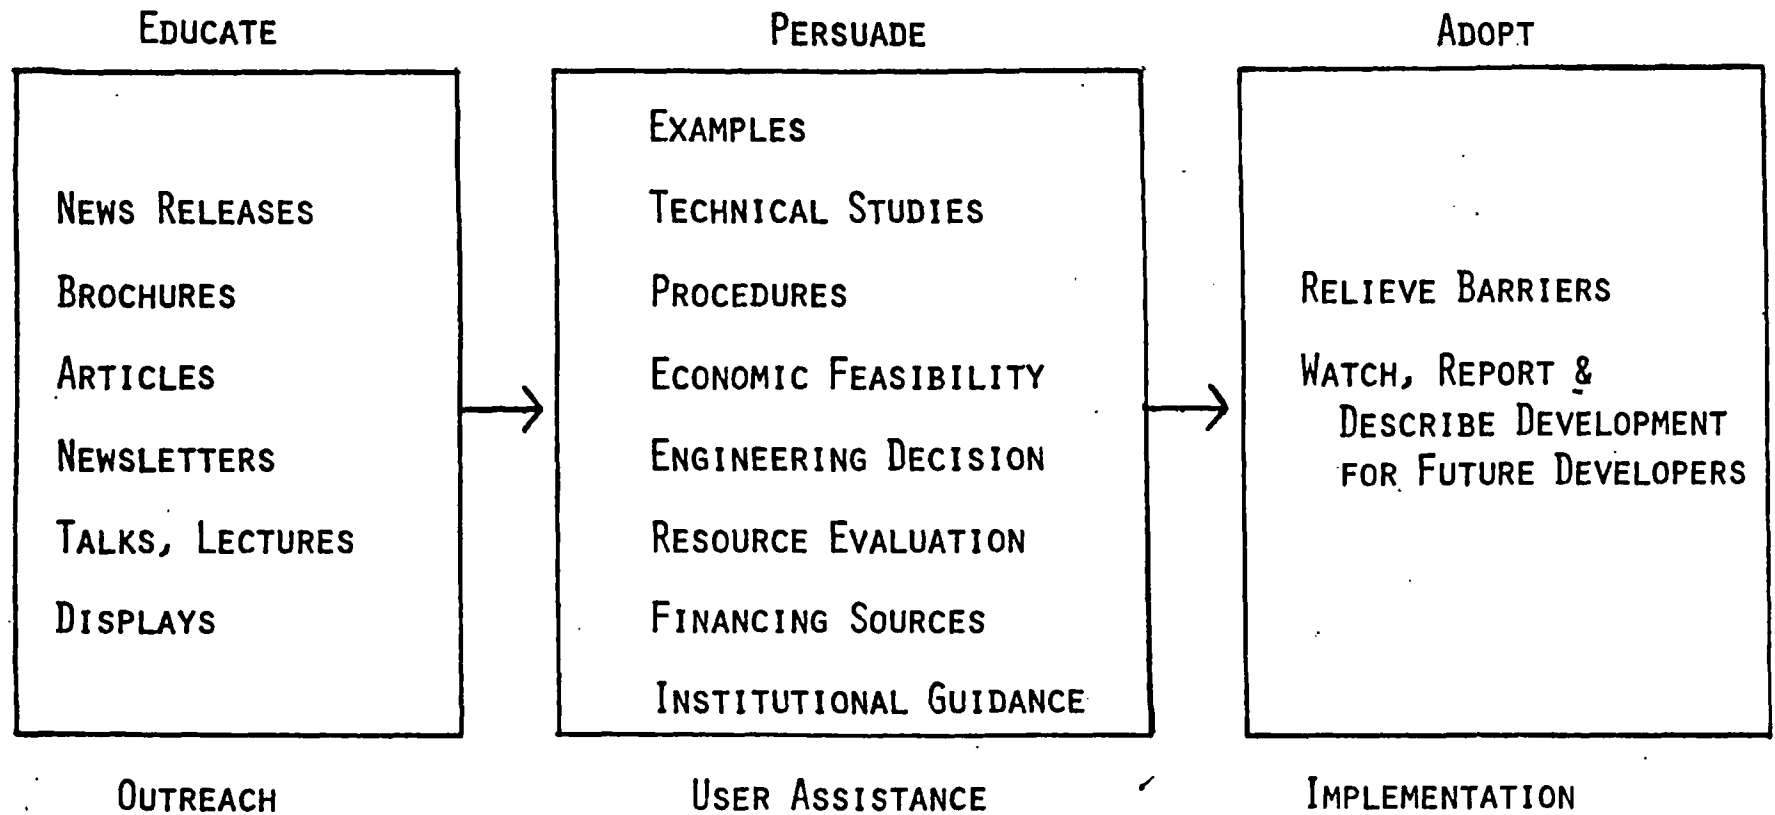 EDUCATE
NEWS RELEASES
BROCHURES
ARTICLES
NEWSLETTERS
TALKS, LECTURES
DISPLAYS
OUTREACH
PERSUADE
EXAMPLES
TECHNICAL STUDIES
PROCEDURES
ECONOMIC FEASIBILITY
ENGINEERING DECISION
RESOURCE EVALUATION
FINANCING SOURCES
INSTITUTIONAL GUIDANCE
USER ASSISTANCE
ADOPT
RELIEVE BARRIERS
WATCH, REPORT &
DESCRIBE DEVELOPMENT
FOR FUTURE DEVELOPERS
IMPLEMENTATION